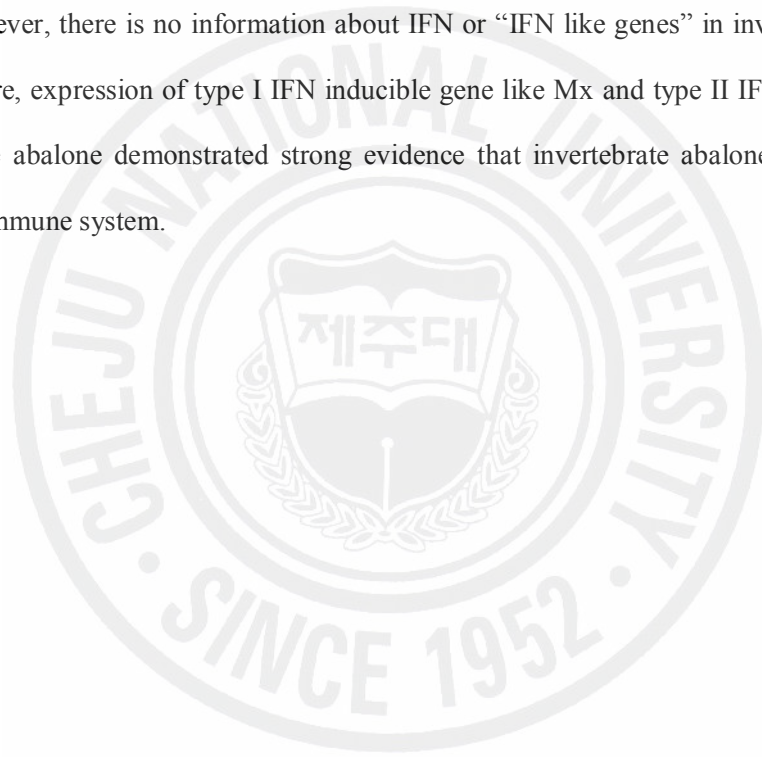 ever, there is no information about IFN or “IFN like genes” in inv
re, expression of type I IFN inducible gene like Mx and type II IF
abalone demonstrated strong evidence that invertebrate abalone
mmune system.
CHEJU NATIONAL UNIVERSITY
제주대
· SINCE 1952 ·